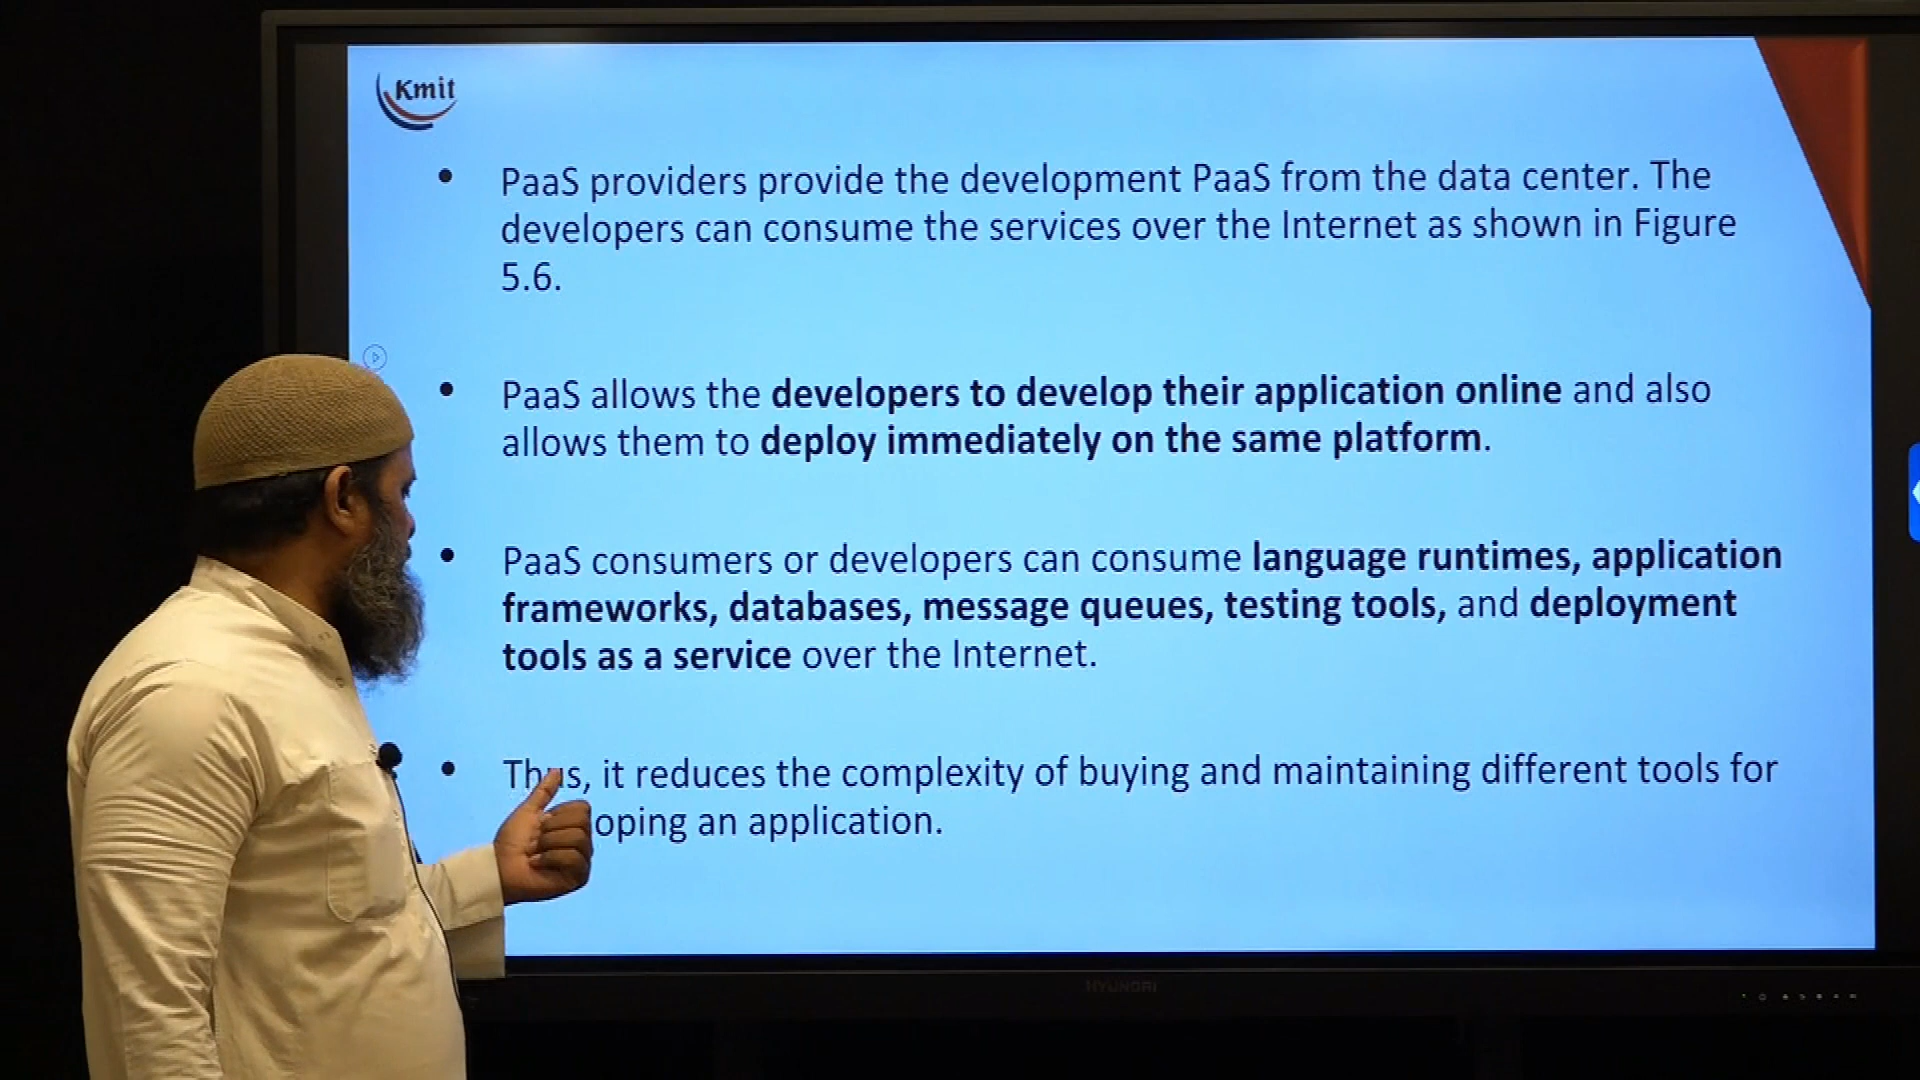 Kmit
• PaaS providers provide the development PaaS from the data center. The
developers can consume the services over the Internet as shown in Figure
5.6.
• PaaS allows the developers to develop their application online and also
allows them to deploy immediately on the same platform.
• PaaS consumers or developers can consume language runtimes, application
frameworks, databases, message queues, testing tools, and deployment
tools as a service over the Internet.
• Thus, it reduces the complexity of buying and maintaining different tools for
oping an application.
HYUNDAI